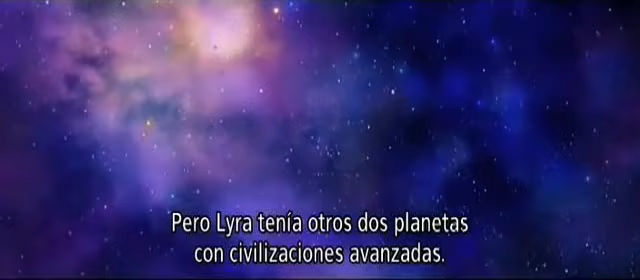 Pero Lyra tenía otros dos planetas
con civilizaciones avanzadas.